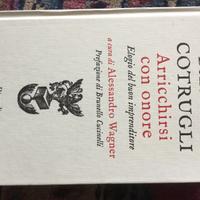 COTRUGLI
Arricchirsi
con onore
Elogio del buon imprenditore
a cura di Alessandro Wagner
Prefazione di Brunello Cucinelli